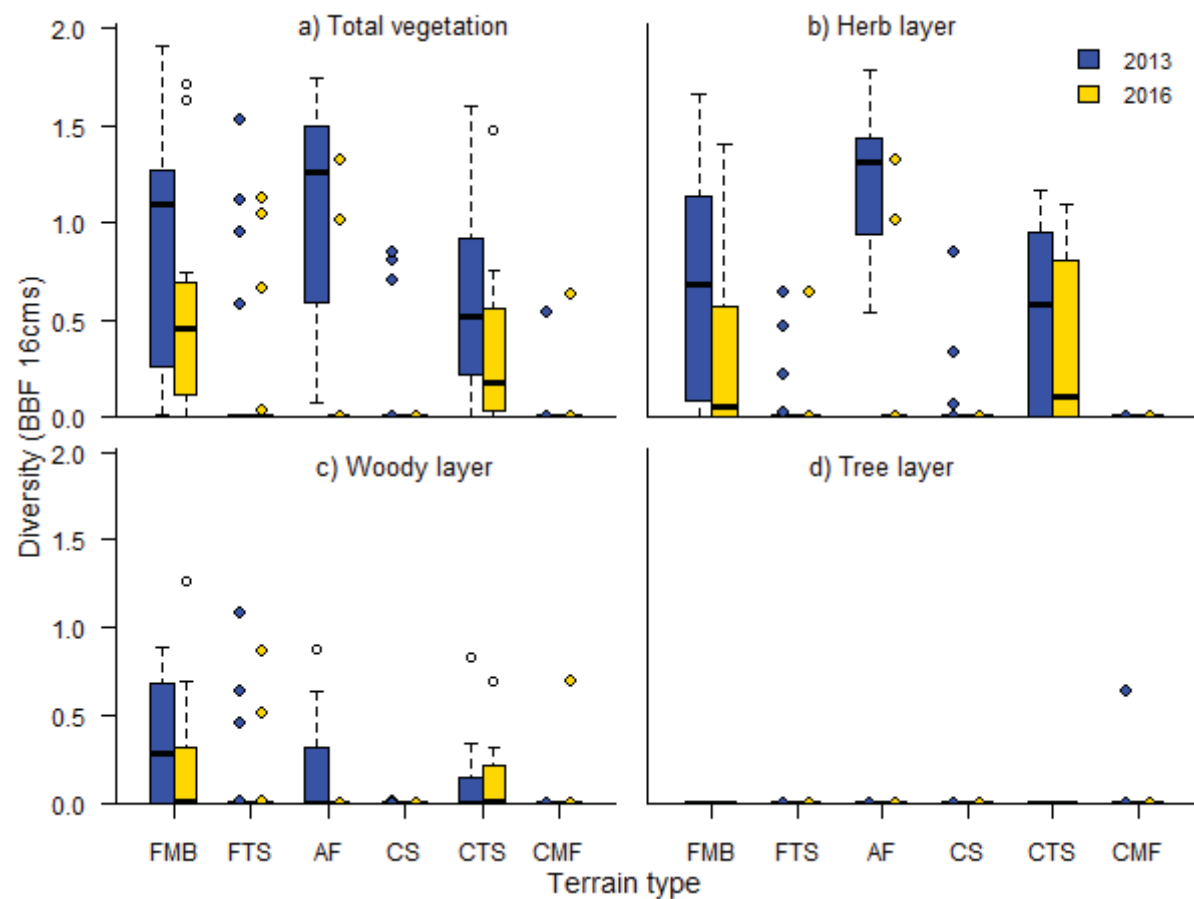 a) Total vegetation
b) Herb layer
2013
2016
2.0
1.5
1.0
0.5
0.0
c) Woody layer
d) Tree layer
2.0
1.5
1.0
0.5
0.0
Diversity (BBF 16cms)
FMB FTS AF CS CTS CMF
FMB FTS AF CS CTS CMF
Terrain type